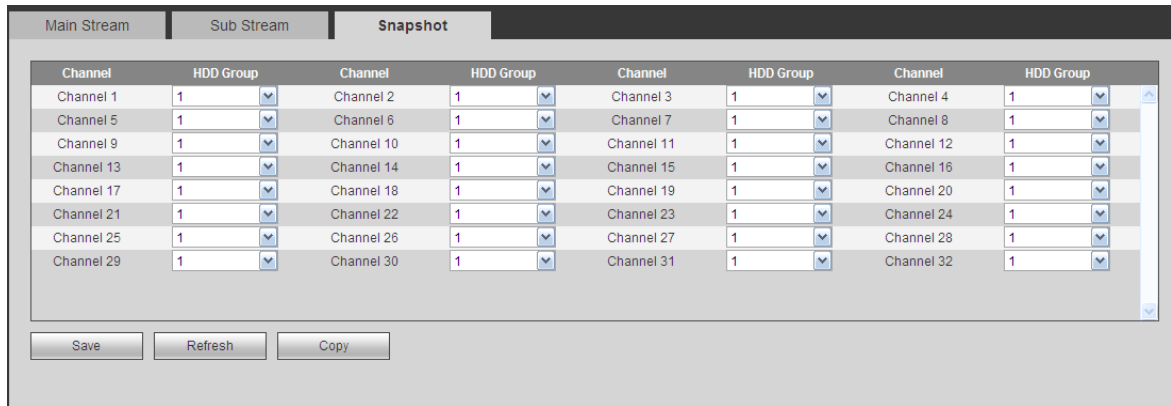 Main Stream Sub Stream Snapshot
Channel HDD Group Channel HDD Group Channel HDD Group Channel HDD Group
Channel 1 1 Channel 2 1 Channel 3 1 Channel 4 1
Channel 5 1 Channel 6 1 Channel 7 1 Channel 8 1
Channel 9 1 Channel 10 1 Channel 11 1 Channel 12 1
Channel 13 1 Channel 14 1 Channel 15 1 Channel 16 1
Channel 17 1 Channel 18 1 Channel 19 1 Channel 20 1
Channel 21 1 Channel 22 1 Channel 23 1 Channel 24 1
Channel 25 1 Channel 26 1 Channel 27 1 Channel 28 1
Channel 29 1 Channel 30 1 Channel 31 1 Channel 32 1
Save Refresh Copy